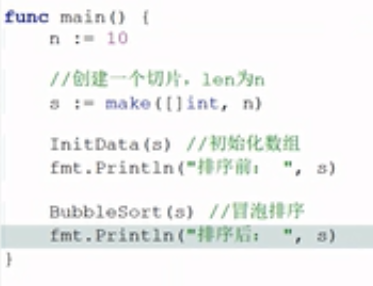 func main() {
    n := 10
    //创建一个切片，len为n
    s := make([]int, n)
    InitData(s) //初始化数组
    fmt.Println("排序前： ", s)
    BubbleSort(s) //冒泡排序
    fmt.Println("排序后： ", s)
}